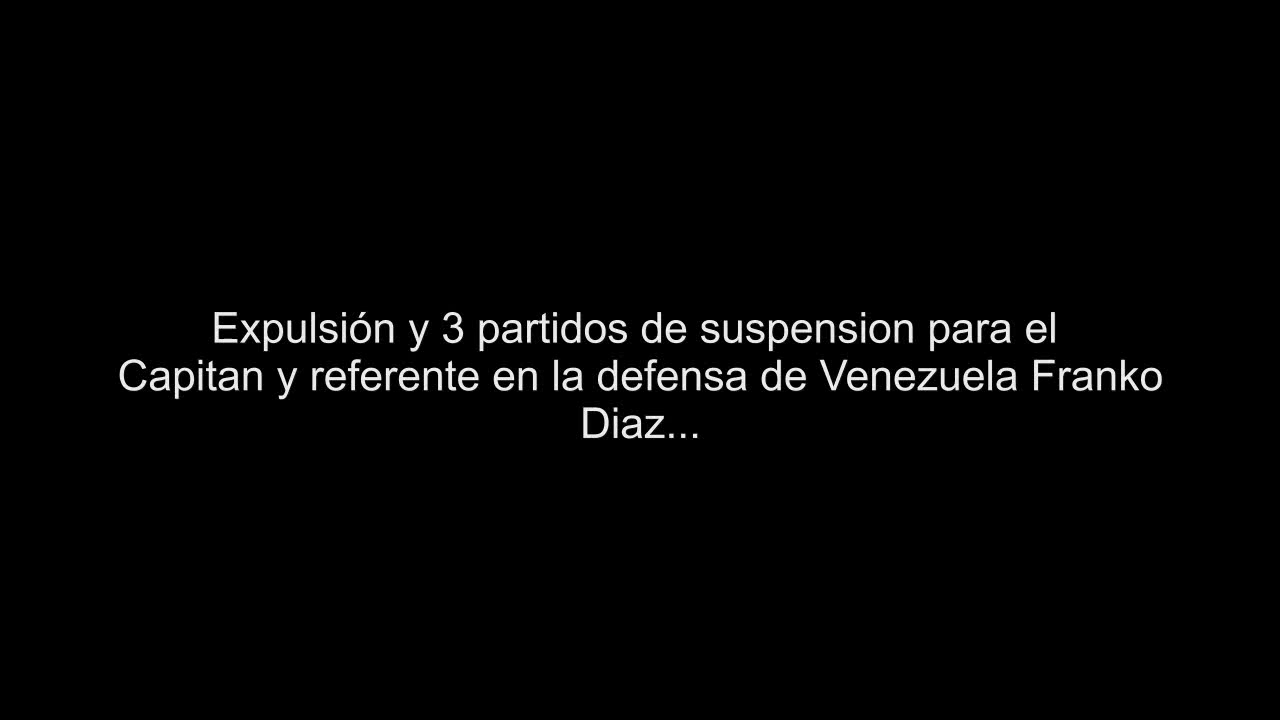 Expulsión y 3 partidos de suspension para el
Capitan y referente en la defensa de Venezuela Franko
Diaz...